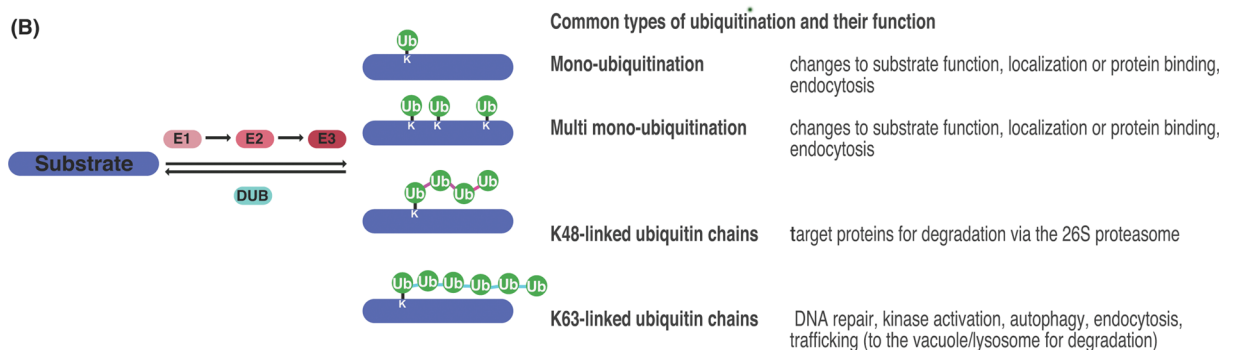 (B)
Common types of ubiquitination and their function
Substrate
E1
E2
E3
DUB
Ub
K
Mono-ubiquitination
changes to substrate function, localization or protein binding,
endocytosis
Ub Ub Ub
K K K
Multi mono-ubiquitination
changes to substrate function, localization or protein binding,
endocytosis
Ub Ub Ub Ub
K
K48-linked ubiquitin chains
target proteins for degradation via the 26S proteasome
Ub Ub Ub Ub Ub Ub
K
K63-linked ubiquitin chains
DNA repair, kinase activation, autophagy, endocytosis,
trafficking (to the vacuole/lysosome for degradation)